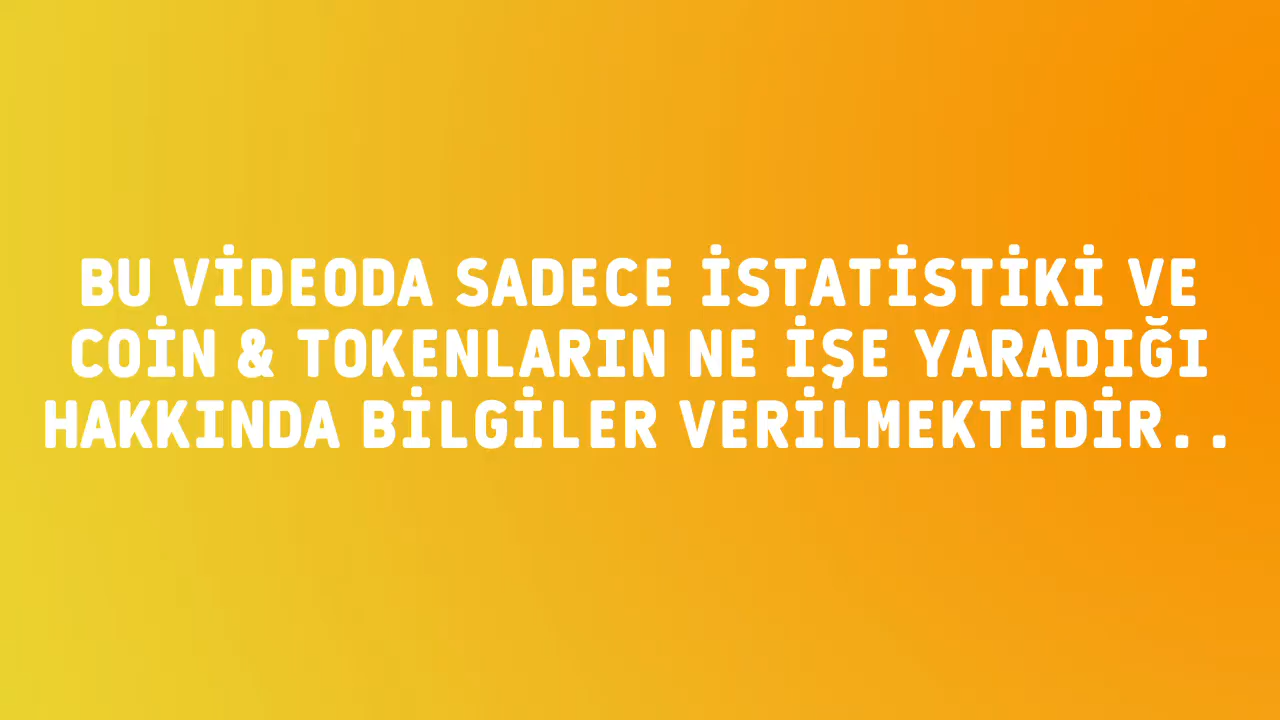 BU VİDEODA SADECE İSTATİSTİKİ VE
COİN & TOKENLARIN NE İŞE YARADIĞI
HAKKINDA BİLGİLER VERİLMEKTEDİR..